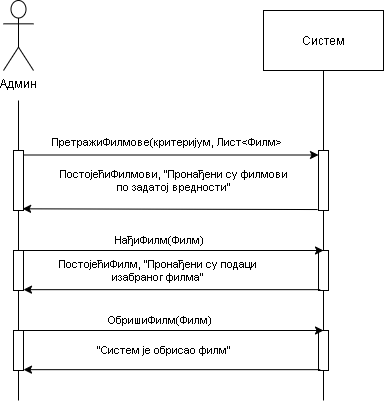 Систем
Админ
ПретражиФилмове(критеријум, Лист<Филм>
ПостојећиФилмови, "Пронађени су филмови
по задатој вредности"
НађиФилм(Филм)
ПостојећиФилм, "Пронађени су подаци
изабраног филма"
ОбришиФилм(Филм)
"Систем је обрисао филм"